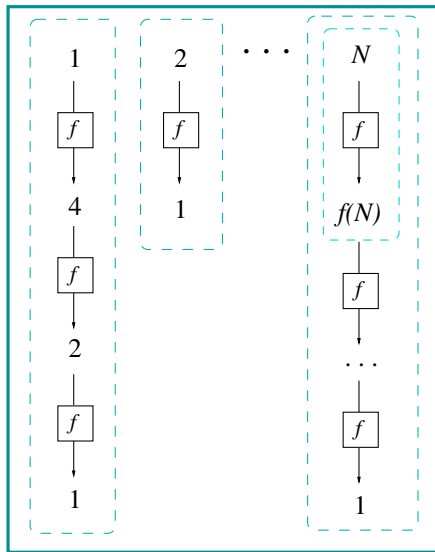 1 2 . . . N
f f f
4 1 f(N)
f f
2 . . .
f f
1 1